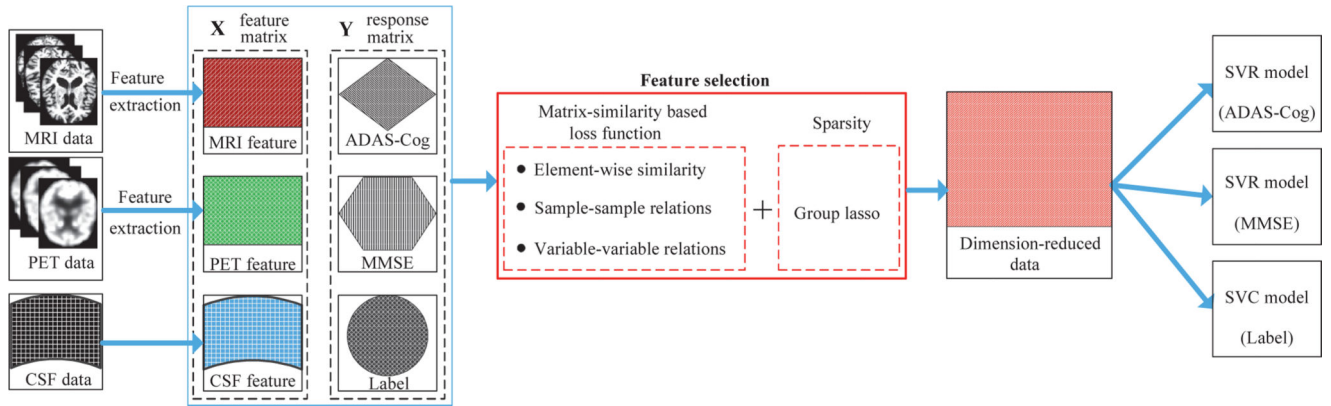 MRI data
PET data
CSF data
Feature
extraction
Feature
extraction
X feature
matrix
Y response
matrix
MRI feature
PET feature
CSF feature
ADAS-Cog
MMSE
Label
Feature selection
Matrix-similarity based
loss function
● Element-wise similarity
● Sample-sample relations
● Variable-variable relations
+
Sparsity
Group lasso
Dimension-reduced
data
SVR model
(ADAS-Cog)
SVR model
(MMSE)
SVC model
(Label)